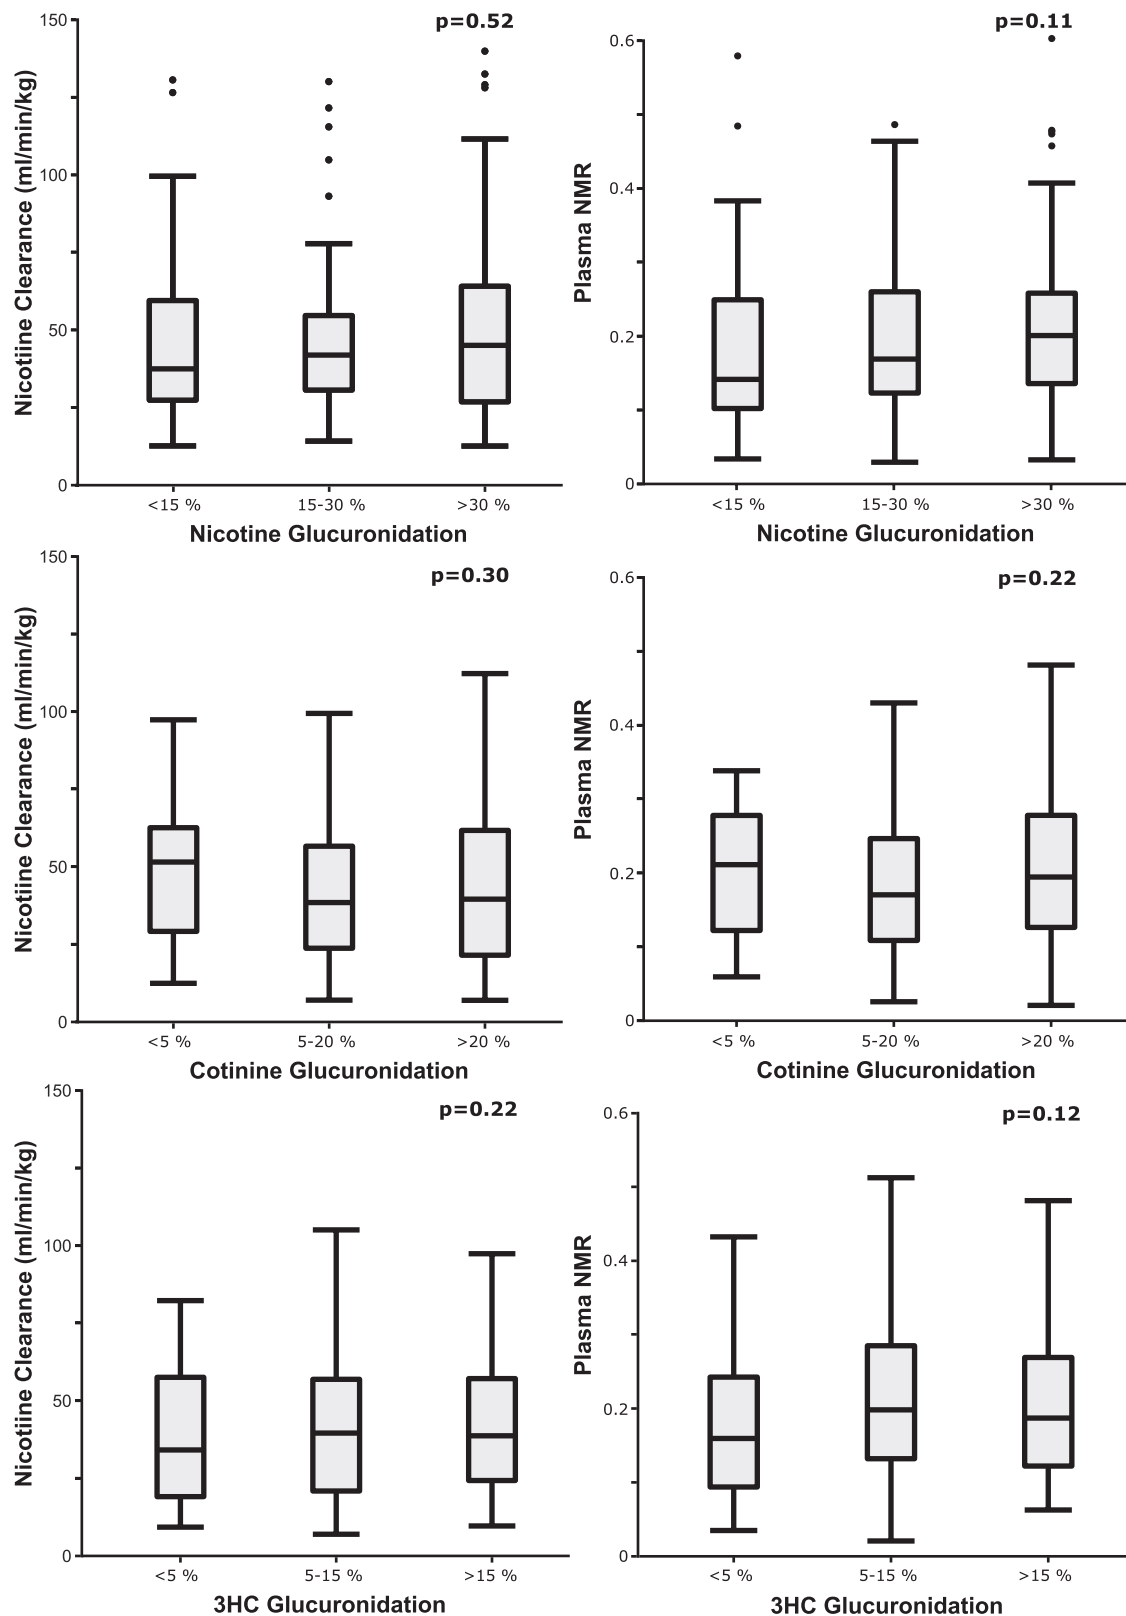 p=0.52
150
100
50
0
Nicotiine Clearance (ml/min/kg)
<15 %
15-30 %
>30 %
Nicotine Glucuronidation
p=0.11
0.6
0.4
0.2
0
Plasma NMR
<15 %
15-30 %
>30 %
Nicotine Glucuronidation
p=0.30
150
100
50
0
Nicotiine Clearance (ml/min/kg)
<5 %
5-20 %
>20 %
Cotinine Glucuronidation
p=0.22
0.6
0.4
0.2
0
Plasma NMR
<5 %
5-20 %
>20 %
Cotinine Glucuronidation
p=0.22
150
100
50
0
Nicotiine Clearance (ml/min/kg)
<5 %
5-15 %
>15 %
3HC Glucuronidation
p=0.12
0.6
0.4
0.2
0
Plasma NMR
<5 %
5-15 %
>15 %
3HC Glucuronidation